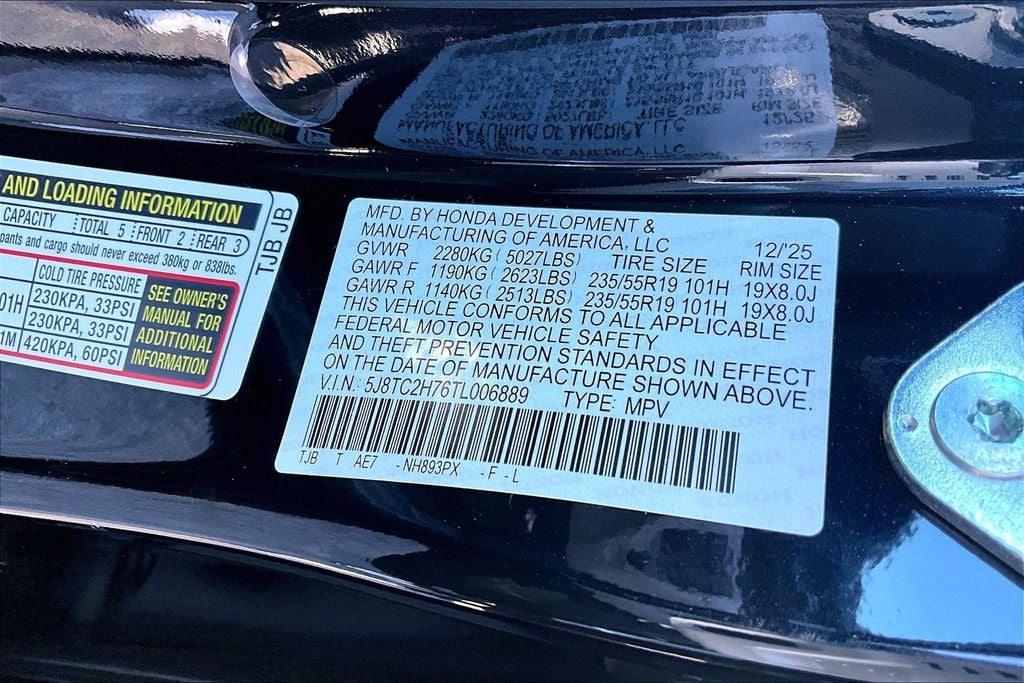 AND LOADING INFORMATION
CAPACITY TOTAL 5 FRONT 2 REAR 3
pants and cargo should never exceed 380kg or 838lbs.
COLD TIRE PRESSURE
01H 230KPA, 33PSI
230KPA, 33PSI
1M 420KPA, 60PSI
SEE OWNER'S
MANUAL FOR
ADDITIONAL
INFORMATION
TJB JB
MFD. BY HONDA DEVELOPMENT &
MANUFACTURING OF AMERICA, LLC 12/'25
GVWR 2280KG ( 5027LBS) TIRE SIZE RIM SIZE
GAWR F 1190KG ( 2623LBS) 235/55R19 101H 19X8.0J
GAWR R 1140KG ( 2513LBS) 235/55R19 101H 19X8.0J
THIS VEHICLE CONFORMS TO ALL APPLICABLE
FEDERAL MOTOR VEHICLE SAFETY
AND THEFT PREVENTION STANDARDS IN EFFECT
ON THE DATE OF MANUFACTURE SHOWN ABOVE.
V.I.N.: 5J8TC2H76TL006889 TYPE: MPV
TJB T AE7 -NH893PX -F -L